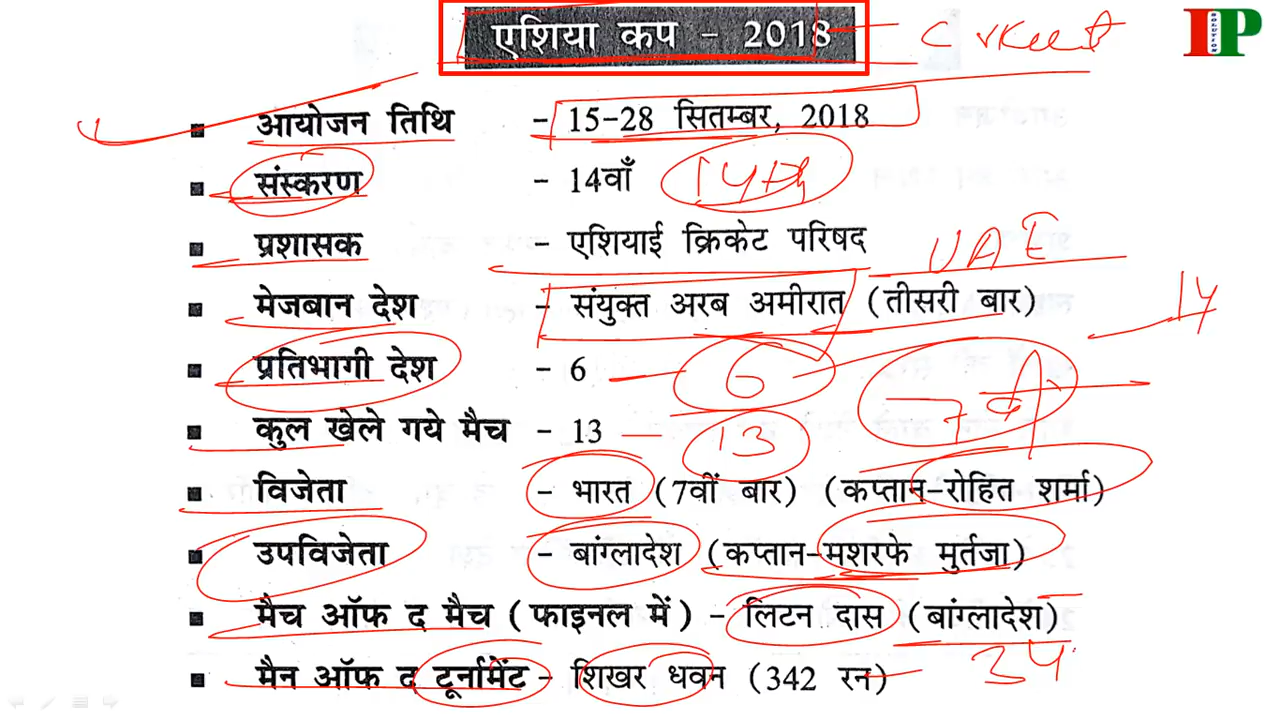 एशिया कप - 2018
IP
SOLUTION
▪ आयोजन तिथि - 15-28 सितम्बर, 2018
▪ संस्करण - 14वाँ 14th
▪ प्रशासक - एशियाई क्रिकेट परिषद
UAE
▪ मेजबान देश - संयुक्त अरब अमीरात (तीसरी बार) 14
▪ प्रतिभागी देश - 6 6
▪ कुल खेले गये मैच - 13 13
▪ विजेता - भारत (7वीं बार) (कप्तान-रोहित शर्मा)
▪ उपविजेता - बांग्लादेश (कप्तान-मशरफे मुर्तजा)
▪ मैच ऑफ द मैच (फाइनल में) - लिटन दास (बांग्लादेश)
▪ मैन ऑफ द टूर्नामेंट - शिखर धवन (342 रन)